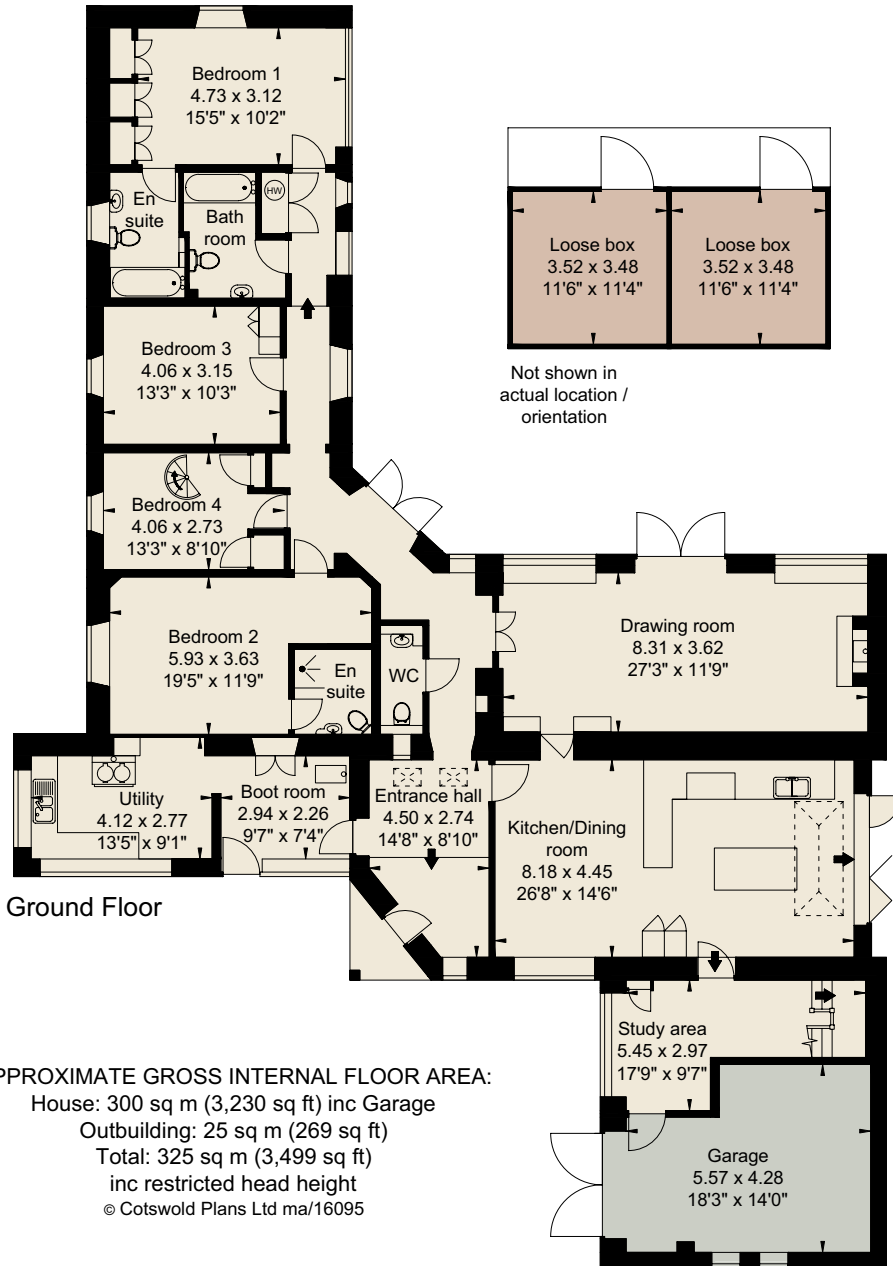 Bedroom 1
4.73 x 3.12
15'5" x 10'2"
En
suite
Bath
room
HW
Loose box
3.52 x 3.48
11'6" x 11'4"
Loose box
3.52 x 3.48
11'6" x 11'4"
Not shown in
actual location /
orientation
Bedroom 3
4.06 x 3.15
13'3" x 10'3"
Bedroom 4
4.06 x 2.73
13'3" x 8'10"
Bedroom 2
5.93 x 3.63
19'5" x 11'9"
En
suite
WC
Drawing room
8.31 x 3.62
27'3" x 11'9"
Utility
4.12 x 2.77
13'5" x 9'1"
Boot room
2.94 x 2.26
9'7" x 7'4"
Entrance hall
4.50 x 2.74
14'8" x 8'10"
Kitchen/Dining
room
8.18 x 4.45
26'8" x 14'6"
Ground Floor
Study area
5.45 x 2.97
17'9" x 9'7"
Garage
5.57 x 4.28
18'3" x 14'0"
PPROXIMATE GROSS INTERNAL FLOOR AREA:
House: 300 sq m (3,230 sq ft) inc Garage
Outbuilding: 25 sq m (269 sq ft)
Total: 325 sq m (3,499 sq ft)
inc restricted head height
© Cotswold Plans Ltd ma/16095